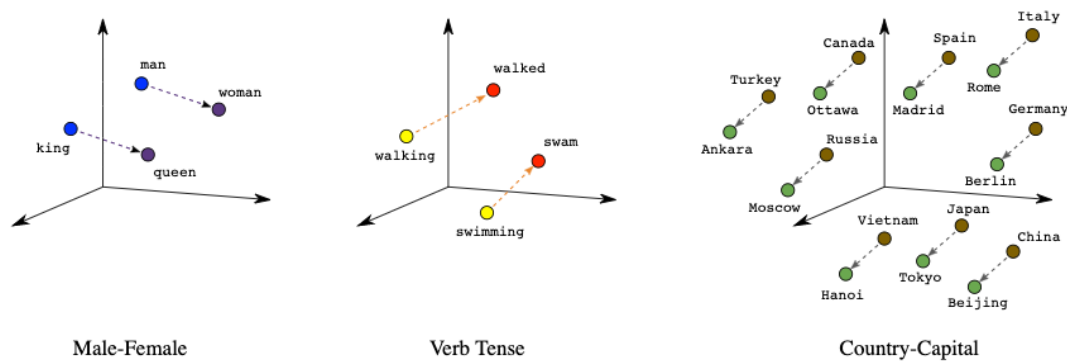 man
woman
king
queen
Male-Female
walked
walking
swam
swimming
Verb Tense
Italy
Canada
Spain
Rome
Turkey
Ottawa
Madrid
Germany
Ankara
Russia
Berlin
Moscow
Vietnam
Japan
China
Hanoi
Tokyo
Beijing
Country-Capital